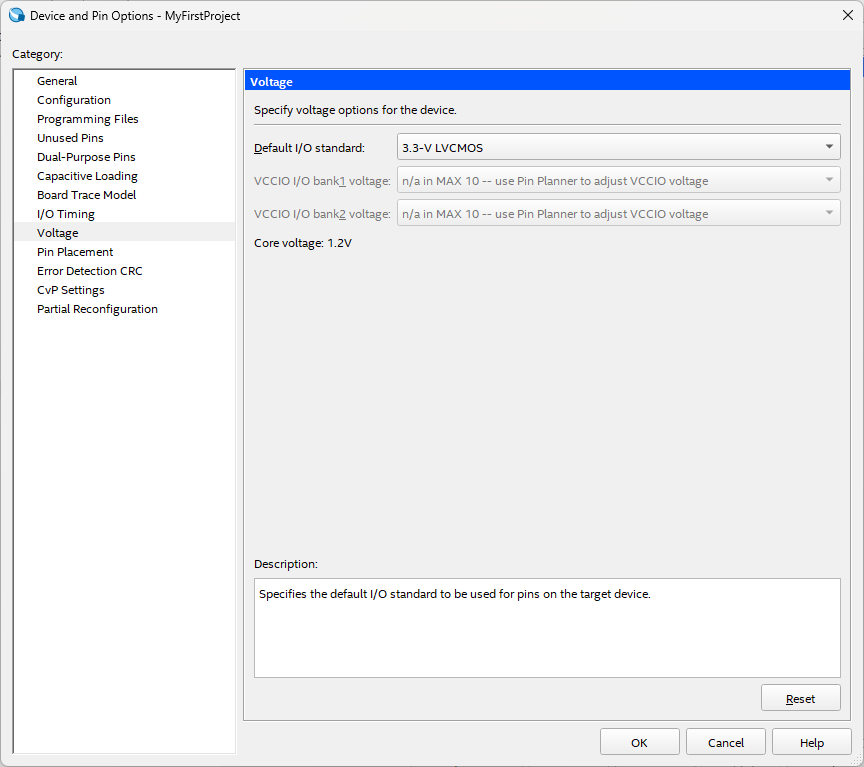 Device and Pin Options - MyFirstProject
Category:
General
Configuration
Programming Files
Unused Pins
Dual-Purpose Pins
Capacitive Loading
Board Trace Model
I/O Timing
Voltage
Pin Placement
Error Detection CRC
CvP Settings
Partial Reconfiguration
Voltage
Specify voltage options for the device.
Default I/O standard: 3.3-V LVCMOS
VCCIO I/O bank1 voltage: n/a in MAX 10 -- use Pin Planner to adjust VCCIO voltage
VCCIO I/O bank2 voltage: n/a in MAX 10 -- use Pin Planner to adjust VCCIO voltage
Core voltage: 1.2V
Description:
Specifies the default I/O standard to be used for pins on the target device.
Reset
OK Cancel Help